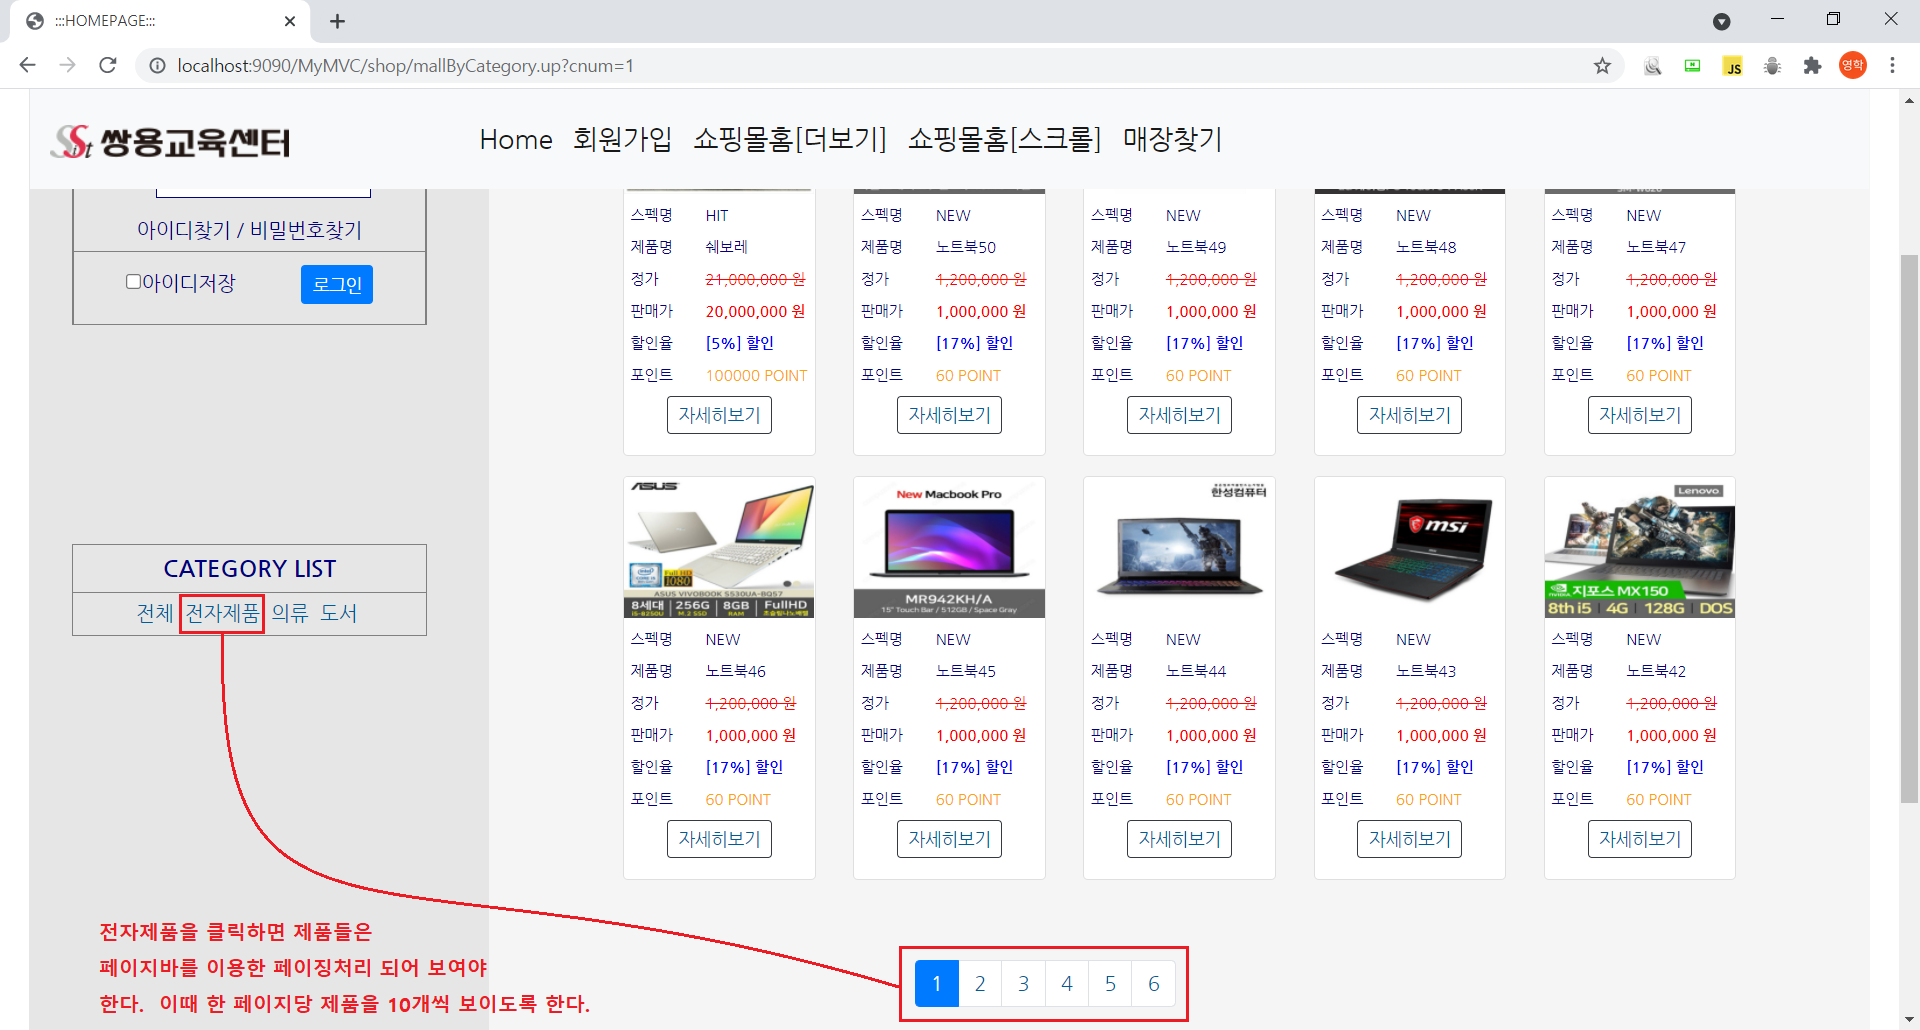 :::HOMEPAGE:::
localhost:9090/MyMVC/shop/mallByCategory.up?cnum=1
JS
영학
SiSt 쌍용교육센터
Home 회원가입 쇼핑몰홈[더보기] 쇼핑몰홈[스크롤] 매장찾기
아이디찾기 / 비밀번호찾기
아이디저장 로그인
CATEGORY LIST
전체 전자제품 의류 도서
전자제품을 클릭하면 제품들은
페이지바를 이용한 페이징처리 되어 보여야
한다. 이때 한 페이지당 제품을 10개씩 보이도록 한다.
스펙명 HIT
제품명 쉐보레
정가 21,000,000 원
판매가 20,000,000 원
할인율 [5%] 할인
포인트 100000 POINT
자세히보기
스펙명 NEW
제품명 노트북50
정가 1,200,000 원
판매가 1,000,000 원
할인율 [17%] 할인
포인트 60 POINT
자세히보기
스펙명 NEW
제품명 노트북49
정가 1,200,000 원
판매가 1,000,000 원
할인율 [17%] 할인
포인트 60 POINT
자세히보기
스펙명 NEW
제품명 노트북48
정가 1,200,000 원
판매가 1,000,000 원
할인율 [17%] 할인
포인트 60 POINT
자세히보기
스펙명 NEW
제품명 노트북47
정가 1,200,000 원
판매가 1,000,000 원
할인율 [17%] 할인
포인트 60 POINT
자세히보기
ASUS
Full HD
1080
ASUS VIVOBOOK S530UA-BQ57
8세대 256G 8GB FullHD
i5-8250U M.2 SSD RAM
스펙명 NEW
제품명 노트북46
정가 1,200,000 원
판매가 1,000,000 원
할인율 [17%] 할인
포인트 60 POINT
자세히보기
New Macbook Pro
MR942KH/A
15" Touch Bar / 512GB / Space Gray
스펙명 NEW
제품명 노트북45
정가 1,200,000 원
판매가 1,000,000 원
할인율 [17%] 할인
포인트 60 POINT
자세히보기
한성컴퓨터
스펙명 NEW
제품명 노트북44
정가 1,200,000 원
판매가 1,000,000 원
할인율 [17%] 할인
포인트 60 POINT
자세히보기
msi
스펙명 NEW
제품명 노트북43
정가 1,200,000 원
판매가 1,000,000 원
할인율 [17%] 할인
포인트 60 POINT
자세히보기
Lenovo
지포스 MX150
8th i5 4G 128G DOS
스펙명 NEW
제품명 노트북42
정가 1,200,000 원
판매가 1,000,000 원
할인율 [17%] 할인
포인트 60 POINT
자세히보기
1 2 3 4 5 6